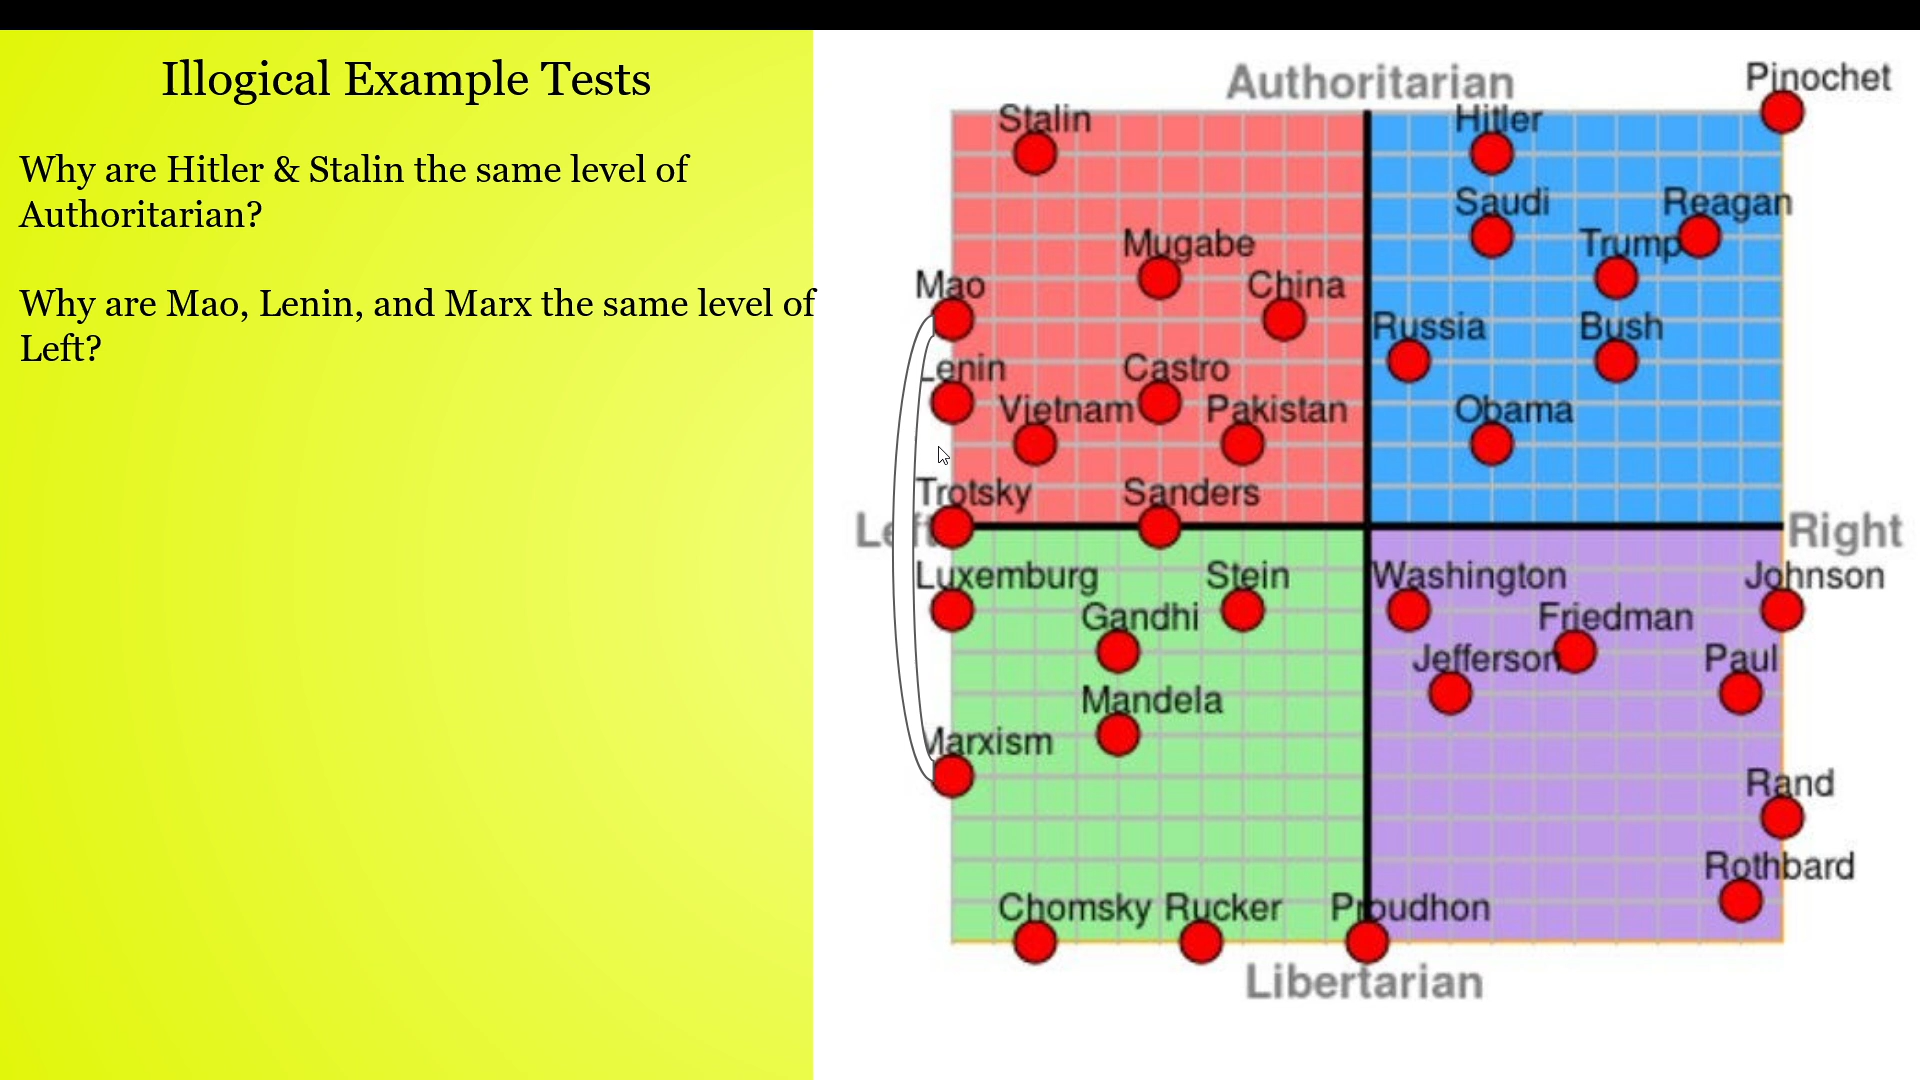 Illogical Example Tests
Why are Hitler & Stalin the same level of
Authoritarian?
Why are Mao, Lenin, and Marx the same level of
Left?
Authoritarian
Pinochet
Stalin
Hitler
Saudi
Reagan
Mugabe
Trump
Mao
China
Russia
Bush
Lenin
Castro
Vietnam
Pakistan
Obama
Trotsky
Sanders
Left
Right
Luxemburg
Stein
Washington
Johnson
Gandhi
Friedman
Jefferson
Paul
Mandela
Marxism
Rand
Rothbard
Chomsky
Rucker
Proudhon
Libertarian